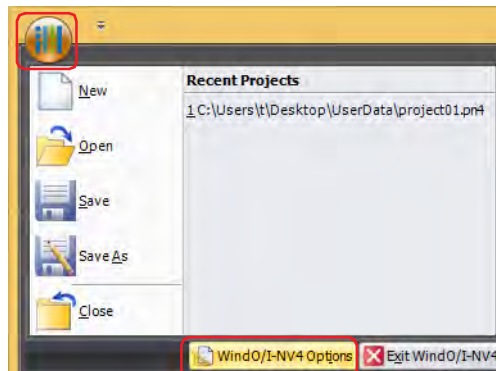 New
Recent Projects
1 C:\Users\t\Desktop\UserData\project01.pn4
Open
Save
Save As
Close
WindO/I-NV4 Options
Exit WindO/I-NV4